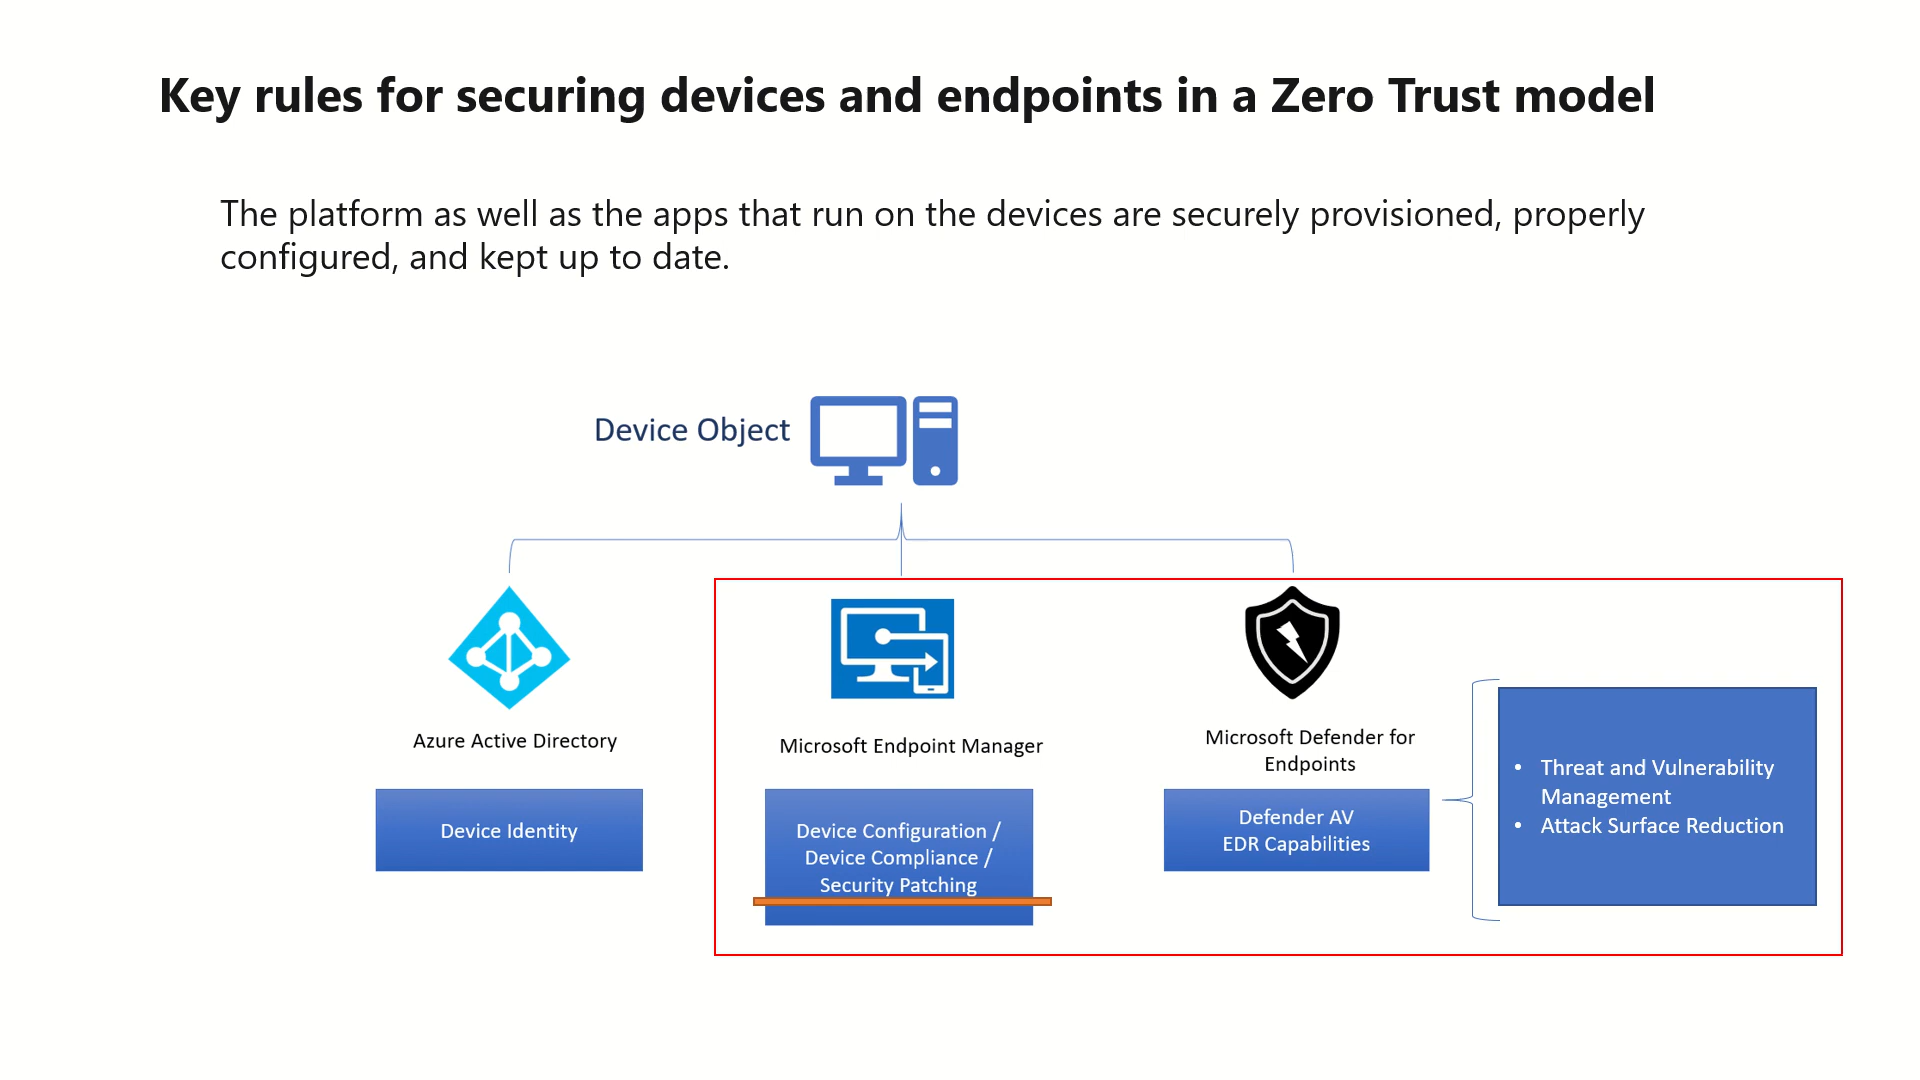 Key rules for securing devices and endpoints in a Zero Trust model
The platform as well as the apps that run on the devices are securely provisioned, properly
configured, and kept up to date.
Device Object
Azure Active Directory
Device Identity
Microsoft Endpoint Manager
Device Configuration /
Device Compliance /
Security Patching
Microsoft Defender for
Endpoints
Defender AV
EDR Capabilities
• Threat and Vulnerability
Management
• Attack Surface Reduction